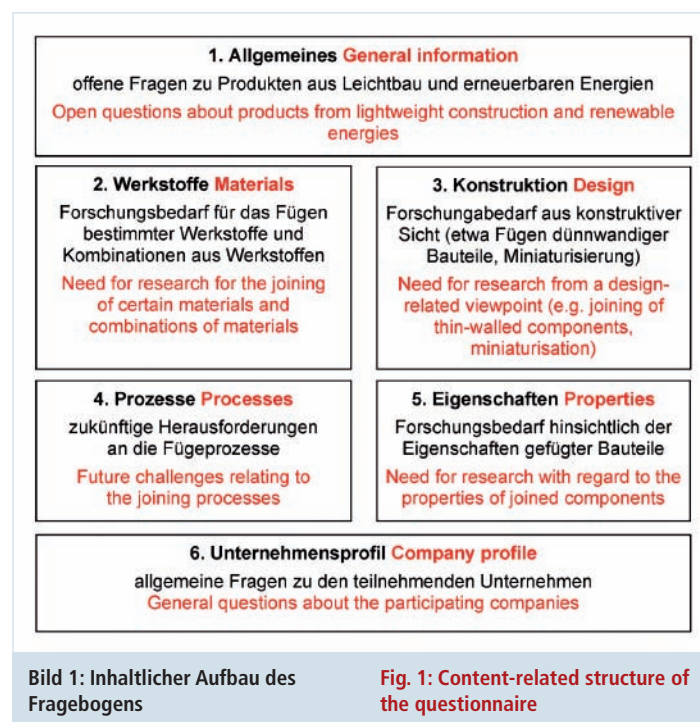 1. Allgemeines General information
offene Fragen zu Produkten aus Leichtbau und erneuerbaren Energien
Open questions about products from lightweight construction and renewable
energies
2. Werkstoffe Materials
Forschungsbedarf für das Fügen
bestimmter Werkstoffe und
Kombinationen aus Werkstoffen
Need for research for the joining
of certain materials and
combinations of materials
3. Konstruktion Design
Forschungabedarf aus konstruktiver
Sicht (etwa Fügen dünnwandiger
Bauteile, Miniaturisierung)
Need for research from a design-
related viewpoint (e.g. joining of
thin-walled components,
miniaturisation)
4. Prozesse Processes
zukünftige Herausforderungen
an die Fügeprozesse
Future challenges relating to
the joining processes
5. Eigenschaften Properties
Forschungsbedarf hinsichtlich der
Eigenschaften gefügter Bauteile
Need for research with regard to the
properties of joined components
6. Unternehmensprofil Company profile
allgemeine Fragen zu den teilnehmenden Unternehmen
General questions about the participating companies
Bild 1: Inhaltlicher Aufbau des
Fragebogens
Fig. 1: Content-related structure of
the questionnaire